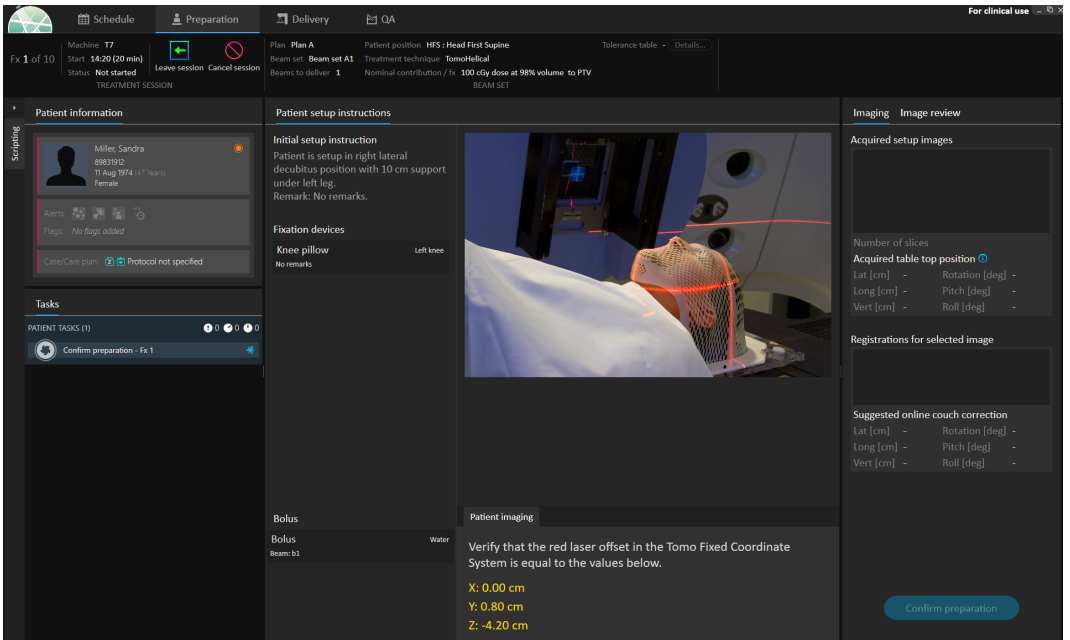 For clinical use
Schedule
Preparation
Delivery
QA
Fx 1 of 10
Machine T7
Start 14:20 (20 min)
Status Not started
Leave session
Cancel session
TREATMENT SESSION
Plan Plan A
Beam set Beam set A1
Beams to deliver 1
Patient position HFS : Head First Supine
Treatment technique TomoHelical
Nominal contribution / fx 100 cGy dose at 98% volume to PTV
Tolerance table - Details...
BEAM SET
Scripting
Patient information
Miller, Sandra
89831912
11 Aug 1974 (47 Years)
Female
Alerts:
Flags: No flags added
Case/Care plan: 2 Protocol not specified
Tasks
PATIENT TASKS (1)
0 0 0
Confirm preparation - Fx 1
Patient setup instructions
Initial setup instruction
Patient is setup in right lateral
decubitus position with 10 cm support
under left leg.
Remark: No remarks.
Fixation devices
Knee pillow Left knee
No remarks
Bolus
Bolus Water
Beam: b1
Patient imaging
Verify that the red laser offset in the Tomo Fixed Coordinate
System is equal to the values below.
X: 0.00 cm
Y: 0.80 cm
Z: -4.20 cm
Imaging Image review
Acquired setup images
Number of slices
Acquired table top position
Lat [cm] - Rotation [deg] -
Long [cm] - Pitch [deg] -
Vert [cm] - Roll [deg] -
Registrations for selected image
Suggested online couch correction
Lat [cm] - Rotation [deg] -
Long [cm] - Pitch [deg] -
Vert [cm] - Roll [deg] -
Confirm preparation